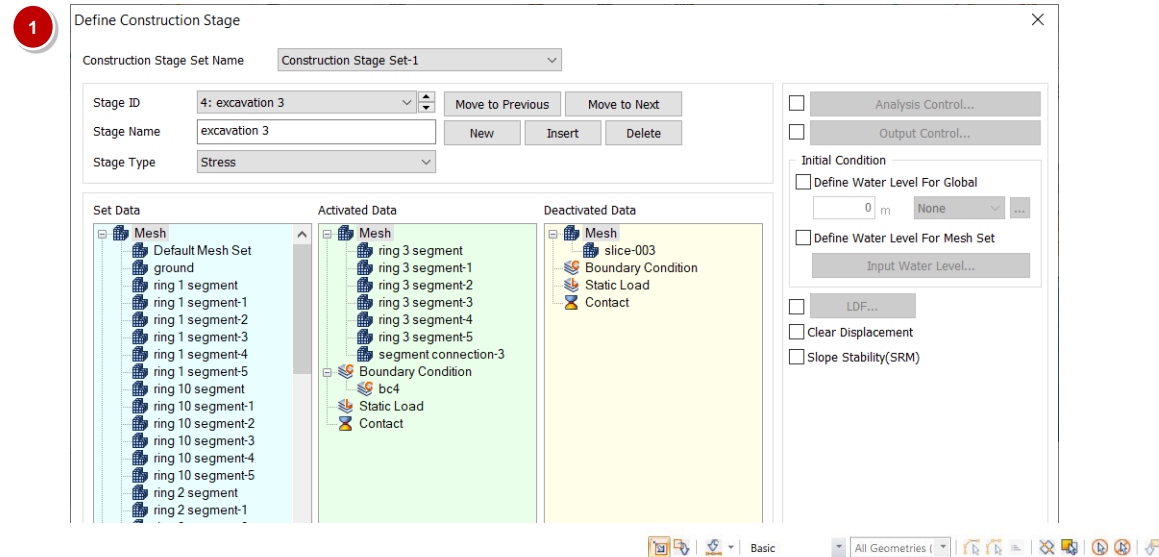 1
Define Construction Stage
Construction Stage Set Name
Construction Stage Set-1
Stage ID
4: excavation 3
Move to Previous
Move to Next
Stage Name
excavation 3
New
Insert
Delete
Stage Type
Stress
Analysis Control...
Output Control...
Initial Condition
Define Water Level For Global
0
m
None
...
Define Water Level For Mesh Set
Input Water Level...
LDF...
Clear Displacement
Slope Stability(SRM)
Set Data
Mesh
Default Mesh Set
ground
ring 1 segment
ring 1 segment-1
ring 1 segment-2
ring 1 segment-3
ring 1 segment-4
ring 1 segment-5
ring 10 segment
ring 10 segment-1
ring 10 segment-2
ring 10 segment-3
ring 10 segment-4
ring 10 segment-5
ring 2 segment
ring 2 segment-1
Activated Data
Mesh
ring 3 segment
ring 3 segment-1
ring 3 segment-2
ring 3 segment-3
ring 3 segment-4
ring 3 segment-5
segment connection-3
Boundary Condition
bc4
Static Load
Contact
Deactivated Data
Mesh
slice-003
Boundary Condition
Static Load
Contact
Basic
All Geometries (